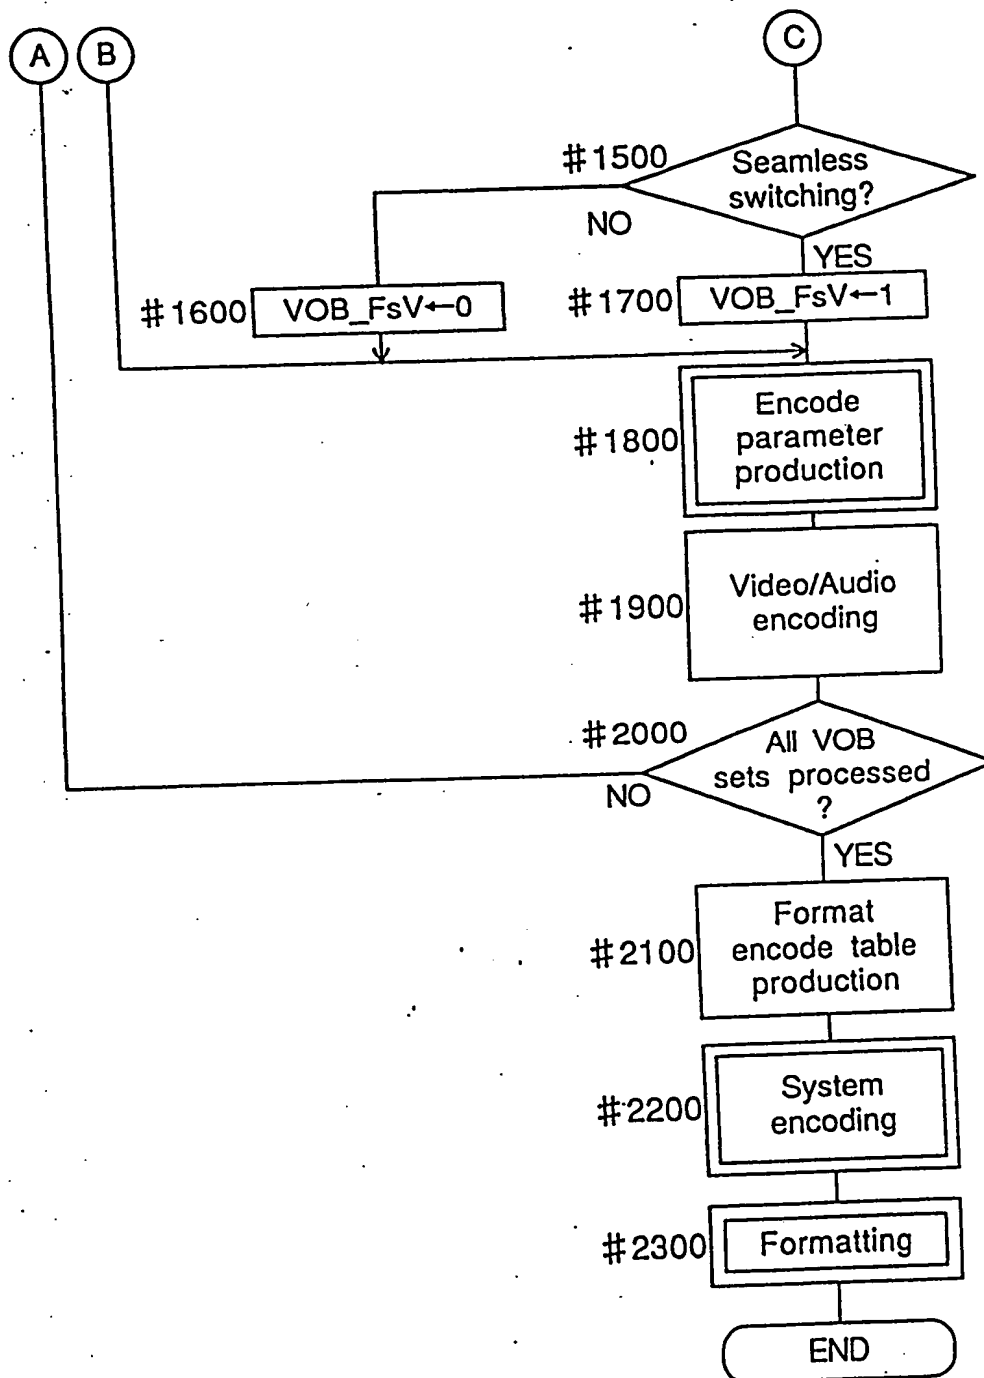 A B C
#1500
Seamless
switching?
NO
YES
#1600 VOB_FsV←0
#1700 VOB_FsV←1
#1800
Encode
parameter
production
#1900
Video/Audio
encoding
#2000
All VOB
sets processed
?
NO
YES
#2100
Format
encode table
production
#2200
System
encoding
#2300 Formatting
END